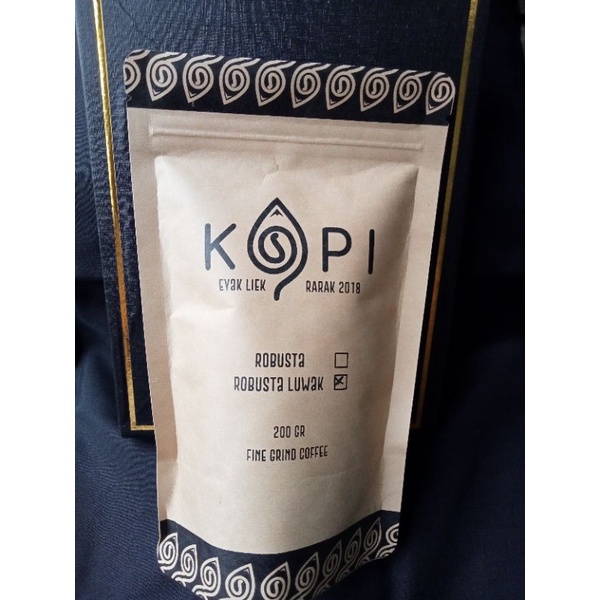 KOPI
EYAK LIEK RARAK 2018
ROBUSTA
ROBUSTA LUWAK
200 GR
FINE GRIND COFFEE